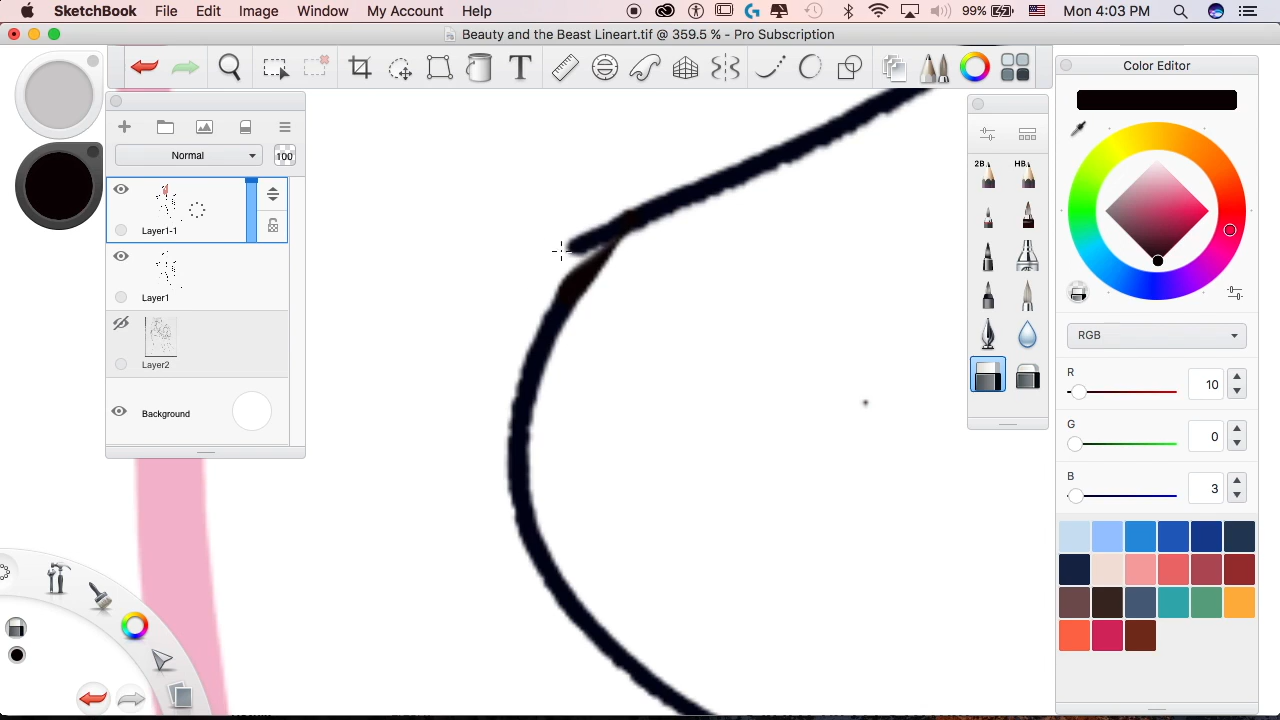 SketchBook File Edit Image Window My Account Help 99% Mon 4:03 PM
Beauty and the Beast Lineart.tif @ 359.5 % - Pro Subscription
T
Color Editor
Normal 100
2B HB
Layer1-1
Layer1
Layer2
Background
RGB
R 10
G 0
B 3